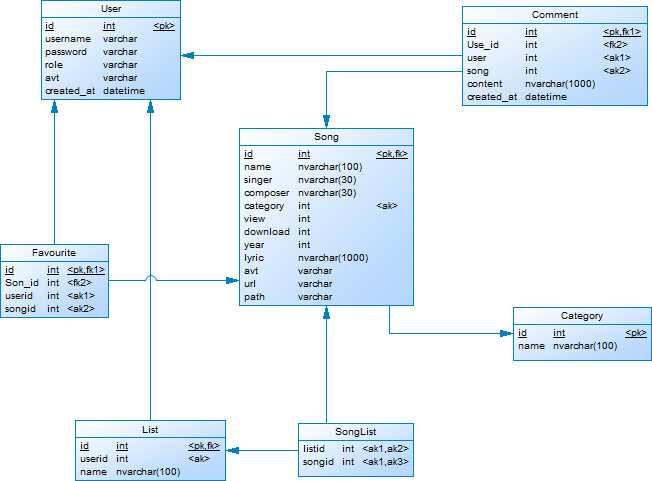 User
id int <pk>
username varchar
password varchar
role varchar
avt varchar
created_at datetime
Comment
id int <pk,fk1>
Use_id int <fk2>
user int <ak1>
song int <ak2>
content nvarchar(1000)
created_at datetime
Song
id int <pk,fk>
name nvarchar(100)
singer nvarchar(30)
composer nvarchar(30)
category int <ak>
view int
download int
year int
lyric nvarchar(1000)
avt varchar
url varchar
path varchar
Favourite
id int <pk,fk1>
Son_id int <fk2>
userid int <ak1>
songid int <ak2>
Category
id int <pk>
name nvarchar(100)
List
id int <pk,fk>
userid int <ak>
name nvarchar(100)
SongList
listid int <ak1,ak2>
songid int <ak1,ak3>